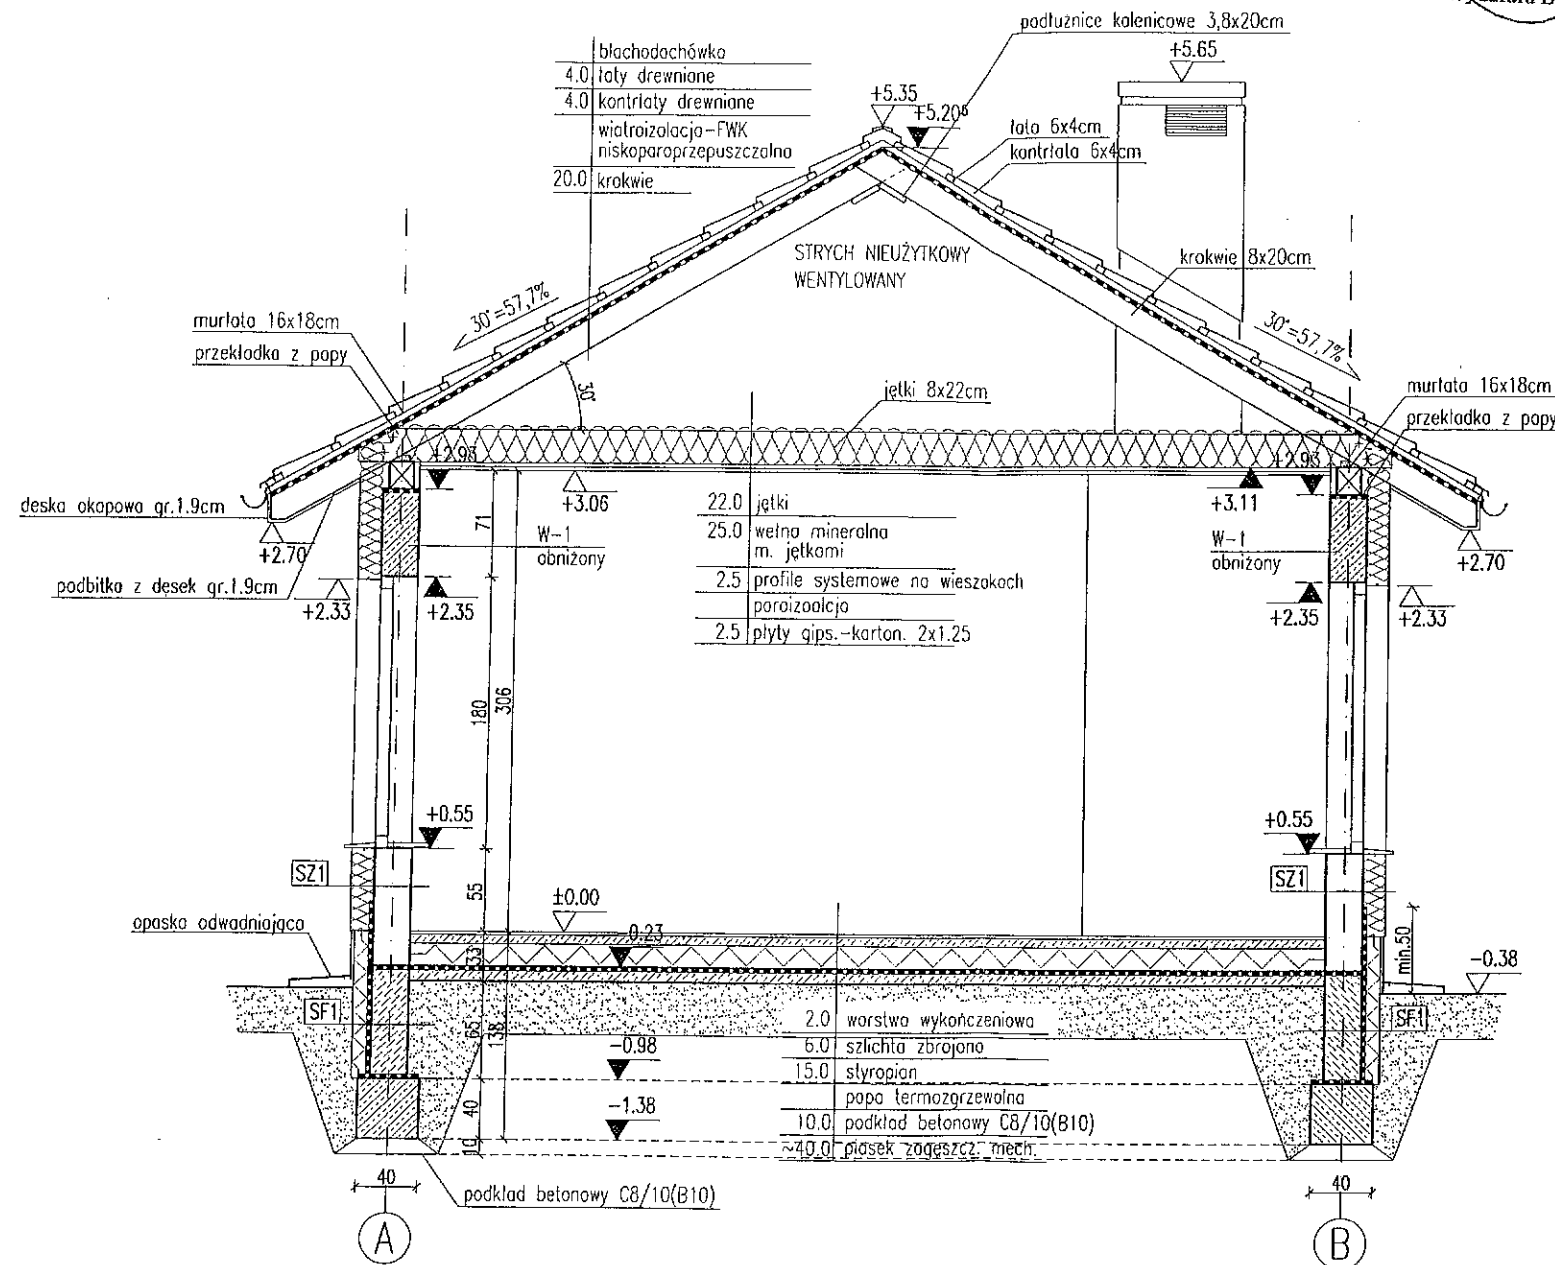 podłużnice kalenicowe 3,8x20cm
+5.65
blachodachówka
4.0 łaty drewniane
4.0 kontrłaty drewniane
wiatroizolacja-FWK
niskoparoprzepuszczalna
20.0 krokwie
+5.35
+5.20⁶
łata 6x4cm
kontrłata 6x4cm
STRYCH NIEUŻYTKOWY
WENTYLOWANY
krokwie 8x20cm
30°=57,7%
30°=57,7%
murłata 16x18cm
przekładka z papy
30°
jętki 8x22cm
murłata 16x18cm
przekładka z papy
+2.93
+2.93
+3.06
+3.11
deska okapowa gr.1.9cm
+2.70
71
W-1
obniżony
22.0 jętki
25.0 wełna mineralna
m. jętkami
2.5 profile systemowe na wieszakach
paroizoalcja
2.5 płyty gips.-karton. 2x1.25
W-1
obniżony
+2.70
podbitka z desek gr.1.9cm
+2.33
+2.35
+2.35
+2.33
180
306
+0.55
+0.55
SZ1
SZ1
55
±0.00
opaska odwadniająca
-0.23
33
min.50
-0.38
SF1
SF1
65
138
-0.98
-1.38
40
10
2.0 warstwa wykończeniowa
6.0 szlichta zbrojona
15.0 styropian
papa termozgrzewalna
10.0 podkład betonowy C8/10(B10)
~40.0 piasek zagęszcz. mech.
40
podkład betonowy C8/10(B10)
40
A
B